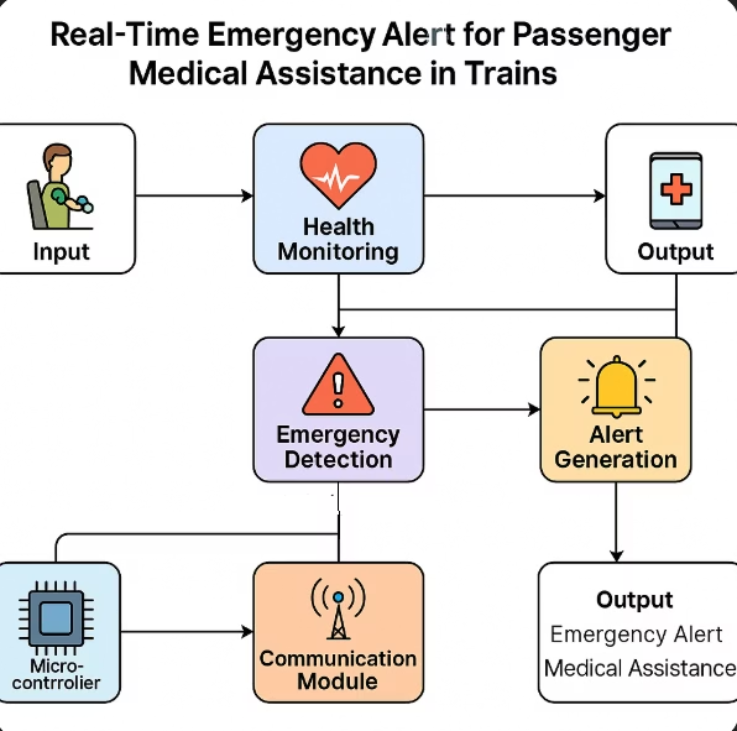 Real-Time Emergency Alert for Passenger
Medical Assistance in Trains
Input
Health
Monitoring
Output
Emergency
Detection
Alert
Generation
Micro-
contrrolier
Communication
Module
Output
Emergency Alert
Medical Assistance